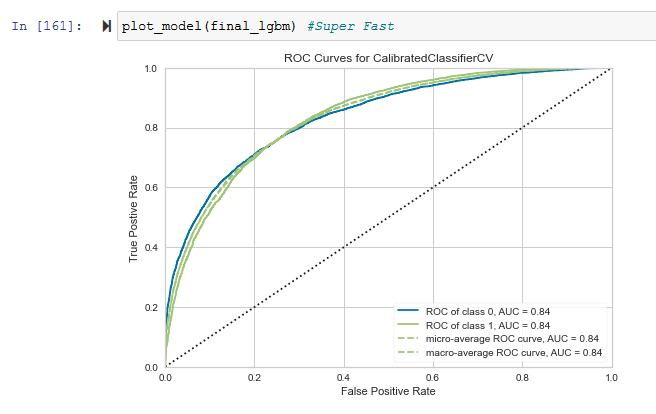 In [161]: plot_model(final_lgbm) #Super Fast
ROC Curves for CalibratedClassifierCV
1.0
0.8
0.6
0.4
0.2
0.0
True Postive Rate
0.0 0.2 0.4 0.6 0.8 1.0
False Positive Rate
ROC of class 0, AUC = 0.84
ROC of class 1, AUC = 0.84
micro-average ROC curve, AUC = 0.84
macro-average ROC curve, AUC = 0.84